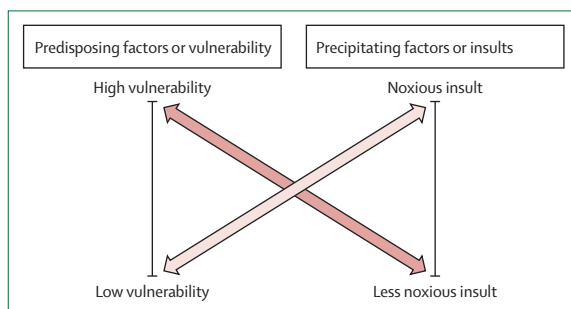 Predisposing factors or vulnerability
Precipitating factors or insults
High vulnerability
Noxious insult
Low vulnerability
Less noxious insult